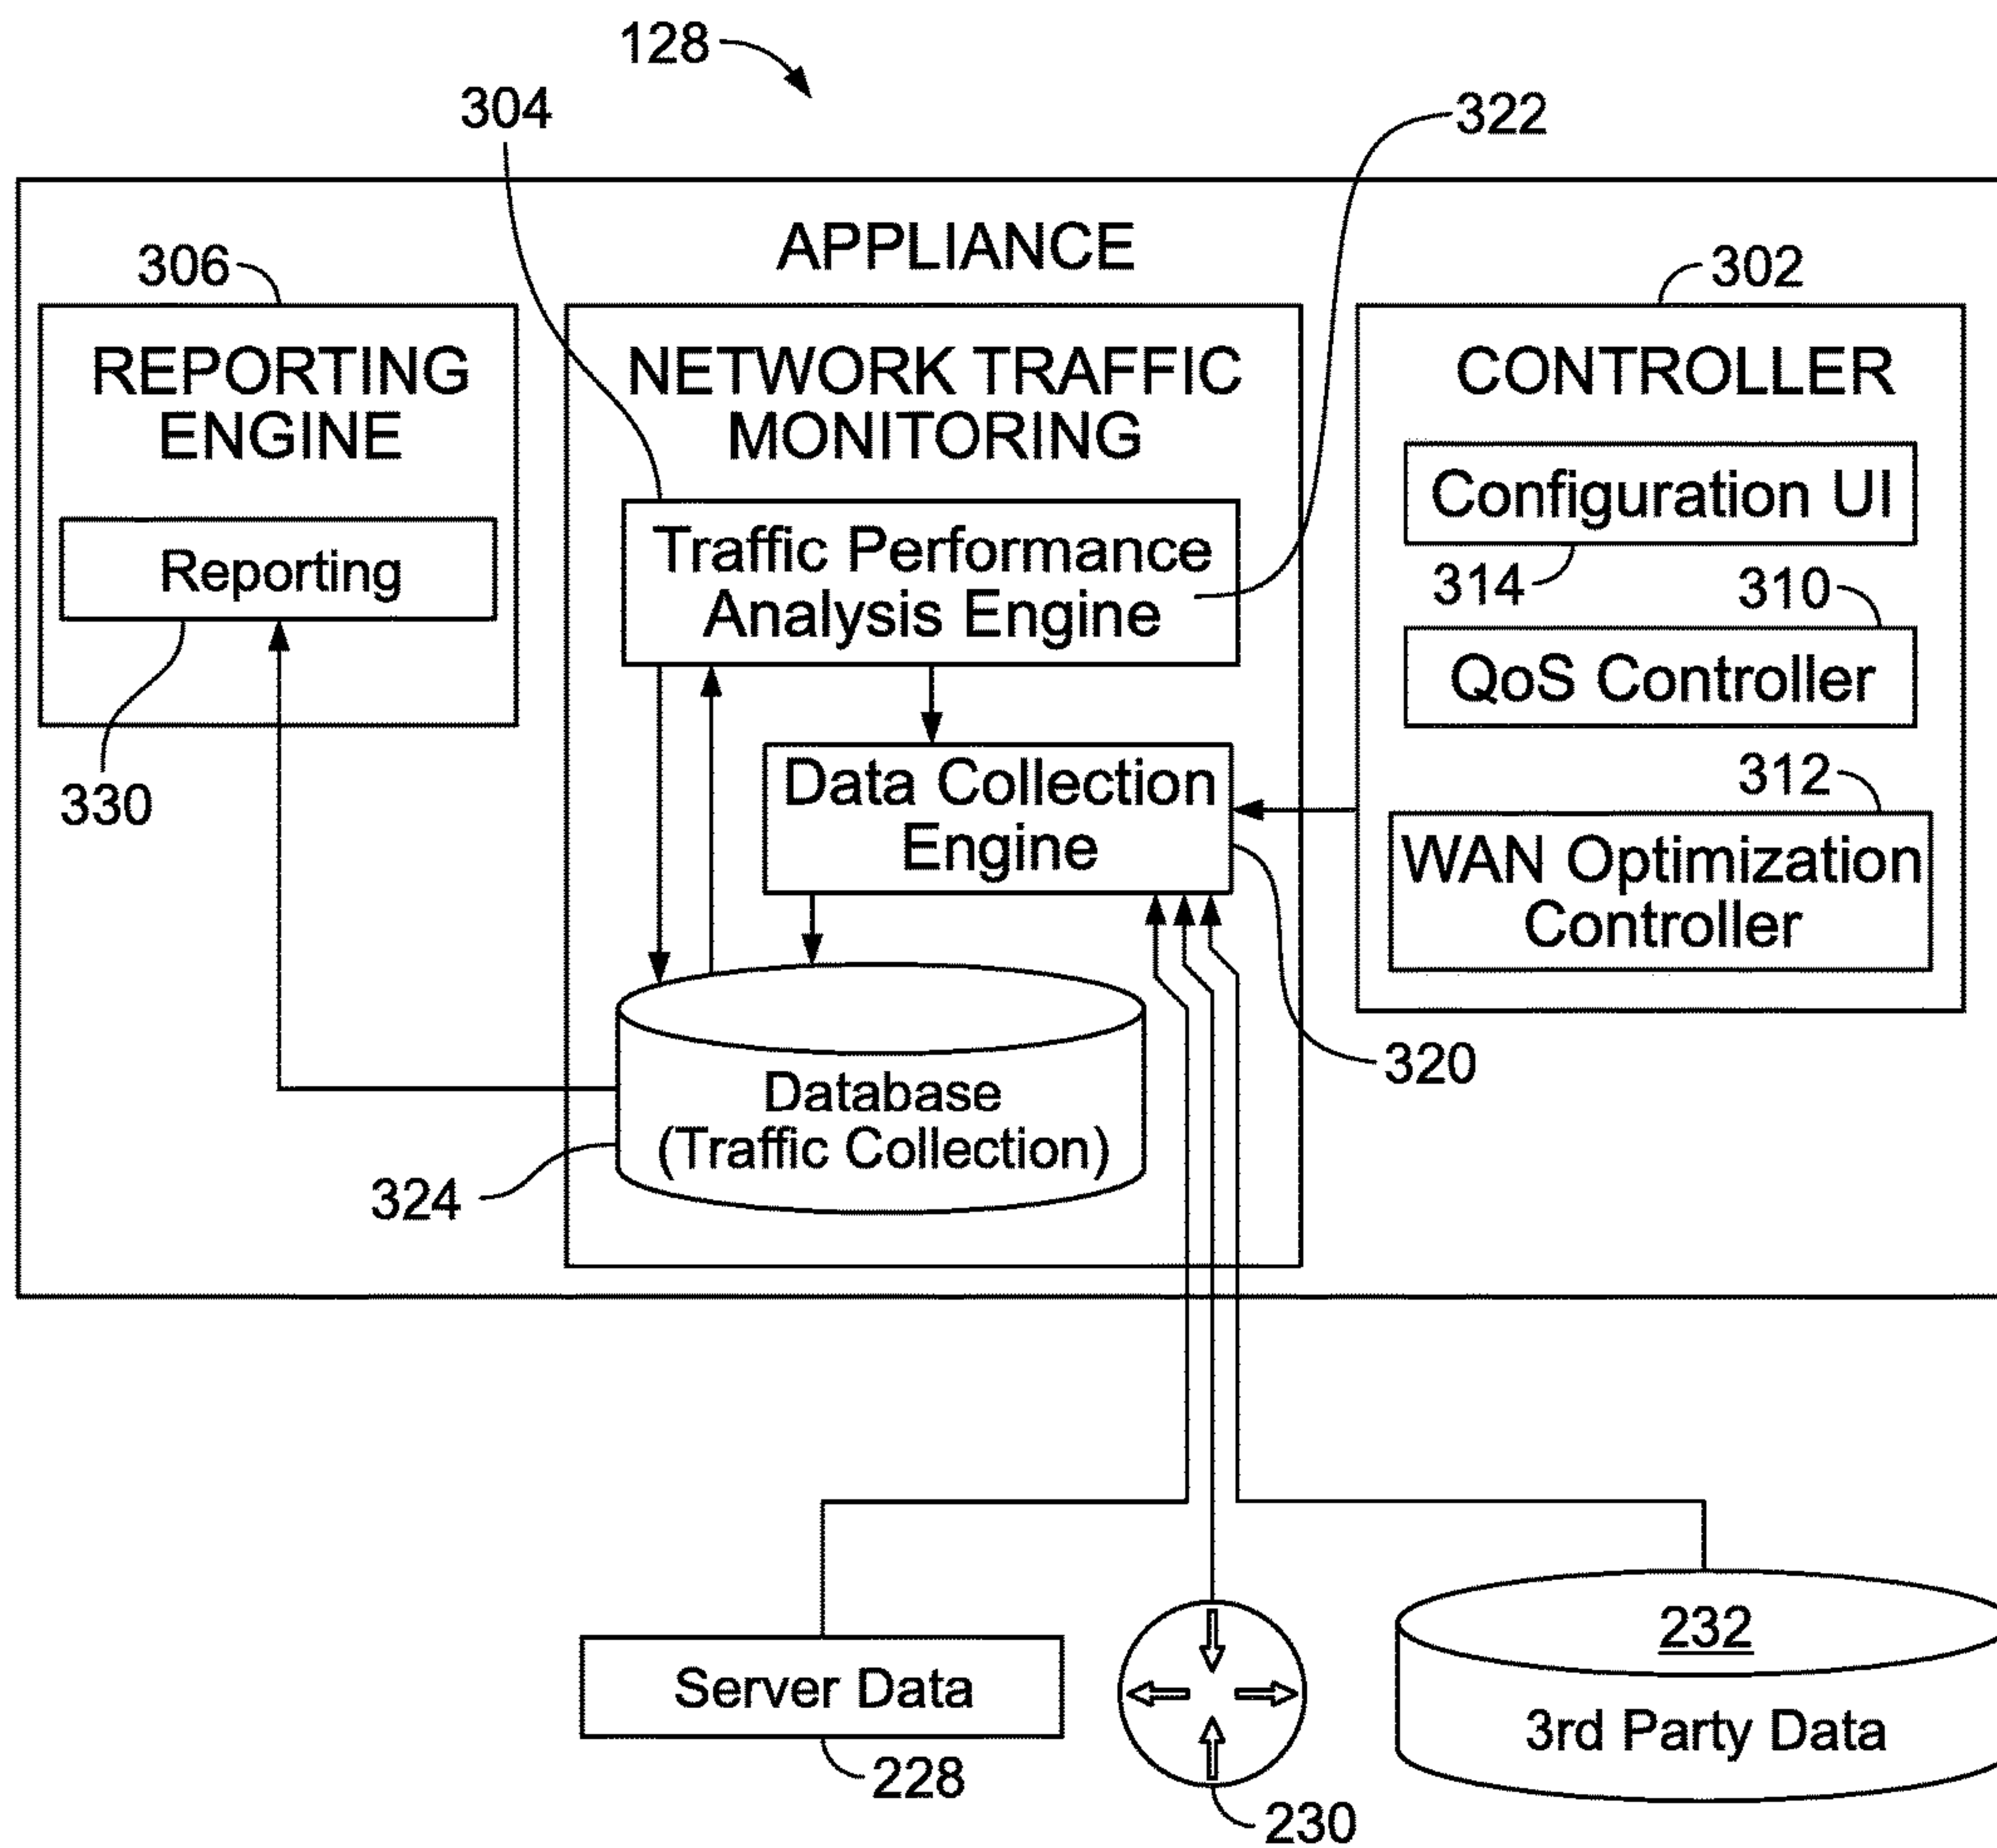 128
304
322
APPLIANCE
306
302
REPORTING
ENGINE
NETWORK TRAFFIC
MONITORING
CONTROLLER
Configuration UI
314
Reporting
Traffic Performance
Analysis Engine
310
QoS Controller
330
Data Collection
Engine
312
WAN Optimization
Controller
320
Database
(Traffic Collection)
324
Server Data
228
230
232
3rd Party Data